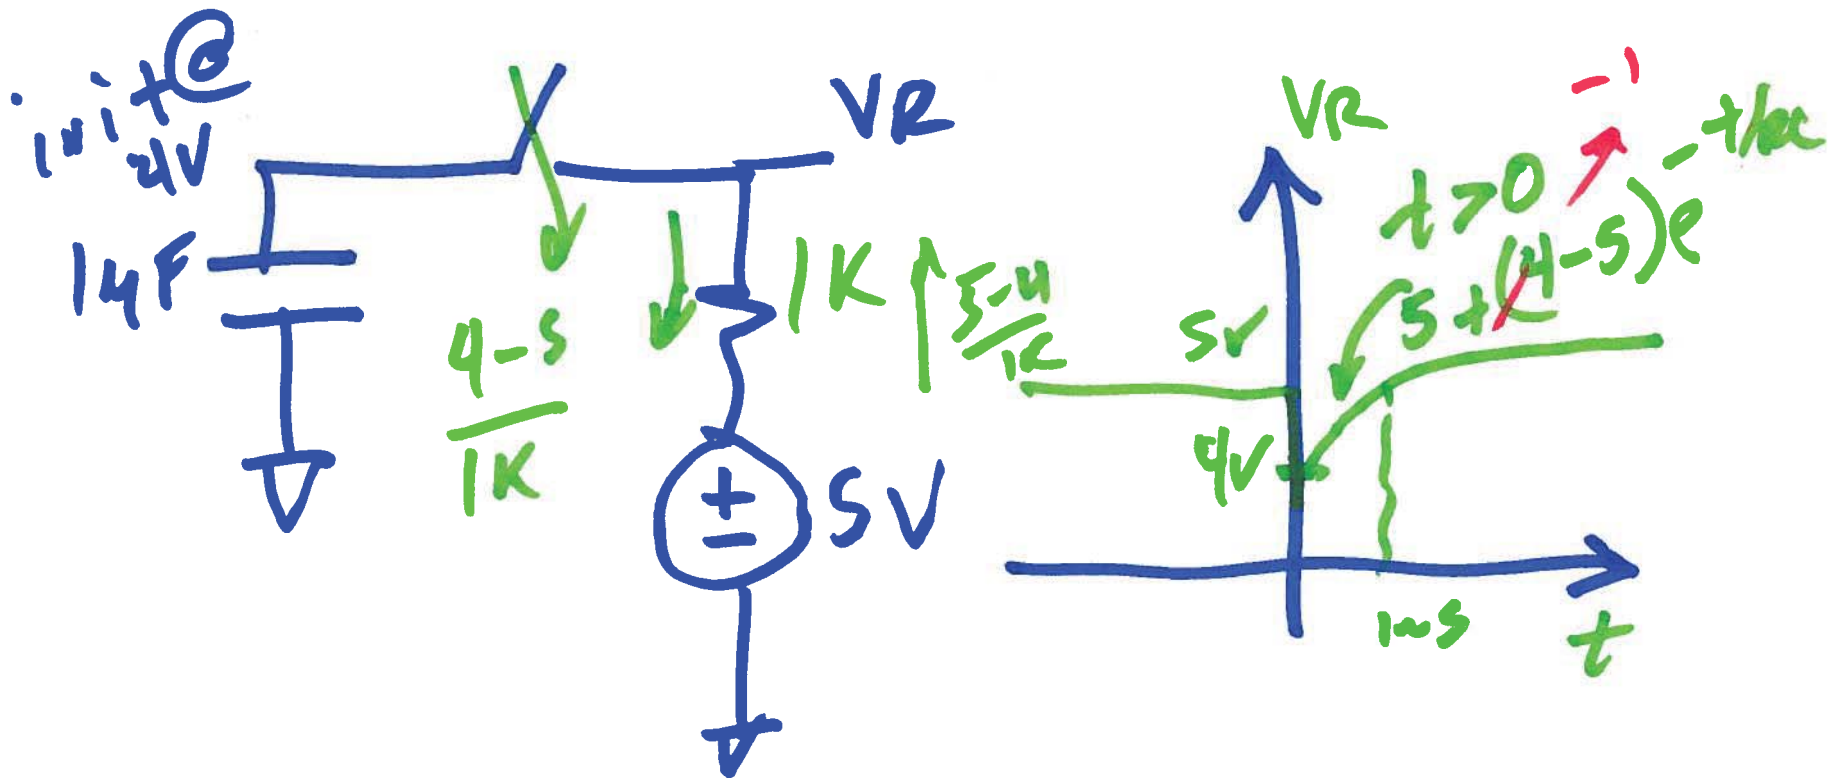 init@
4V
1µF
VR
1K
4-5
1K
5-4
1K
+
-
5V
VR
-1
t>0
5+(4-5)e -t/RC
5v
4v
1ms
t